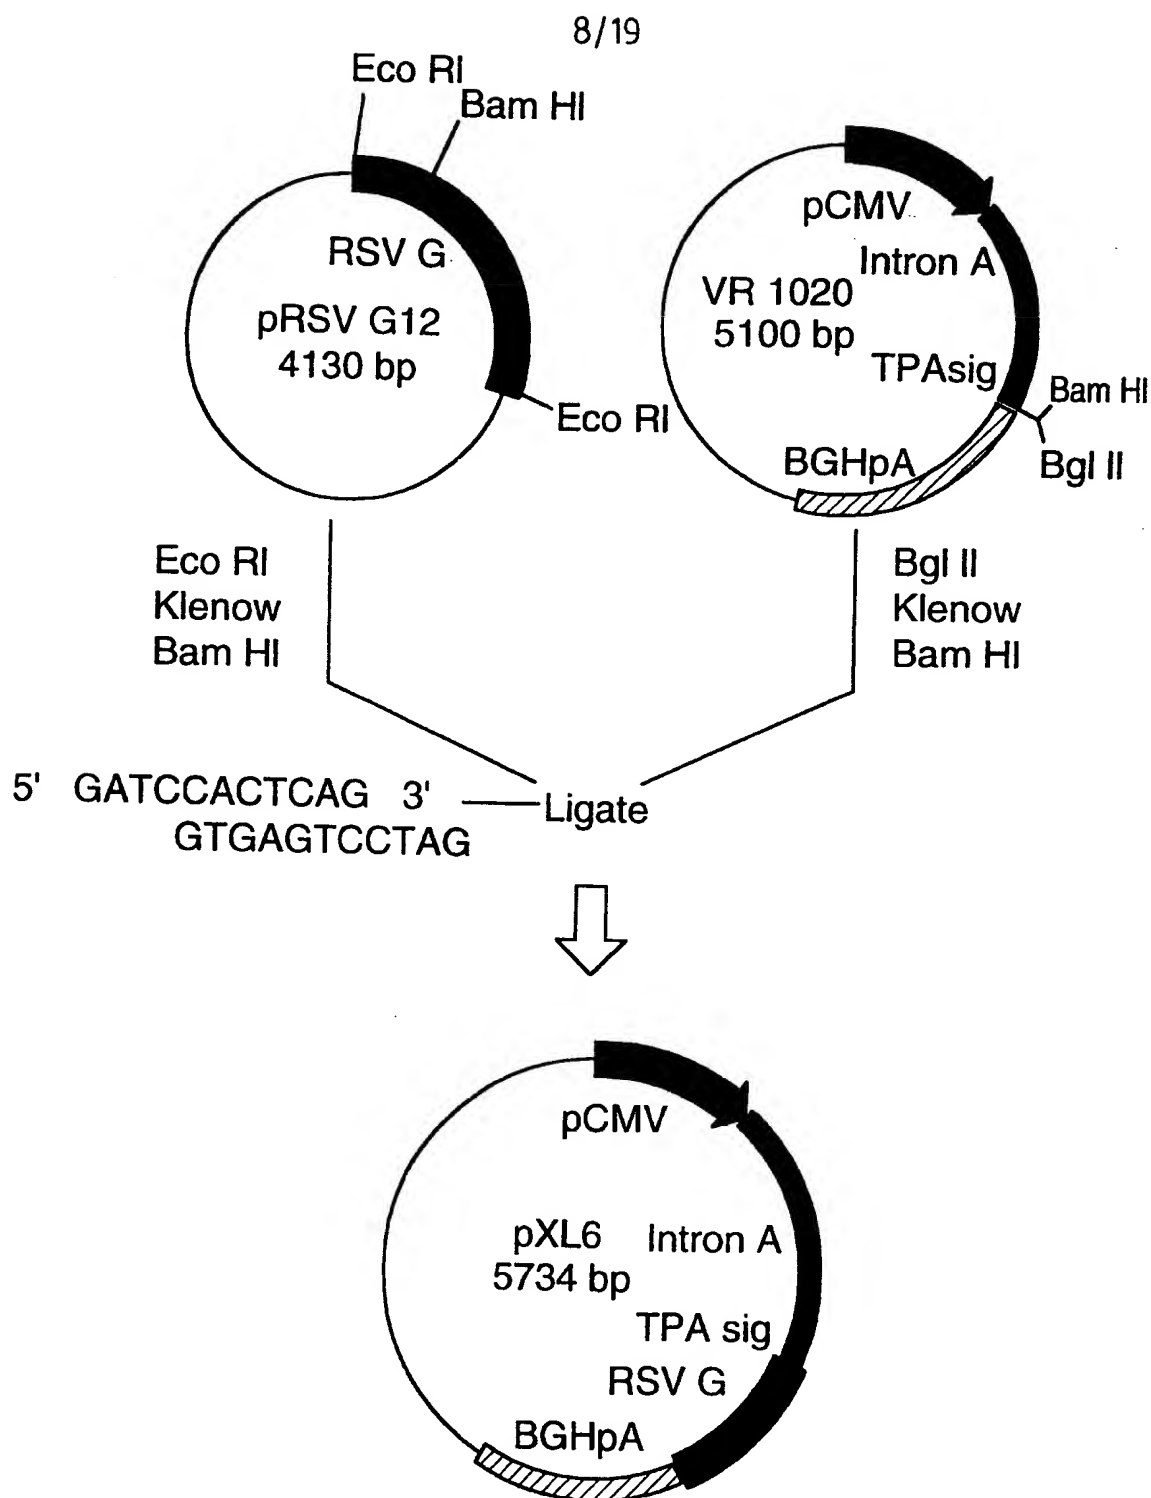 8/19
Eco RI
Bam HI
RSV G
pRSV G12
4130 bp
Eco RI
pCMV
Intron A
VR 1020
5100 bp
TPAsig
Bam HI
Bgl II
BGHpA
Eco RI
Klenow
Bam HI
Bgl II
Klenow
Bam HI
5' GATCCACTCAG 3'
GTGAGTCCTAG
Ligate
pCMV
pXL6
5734 bp
Intron A
TPA sig
RSV G
BGHpA